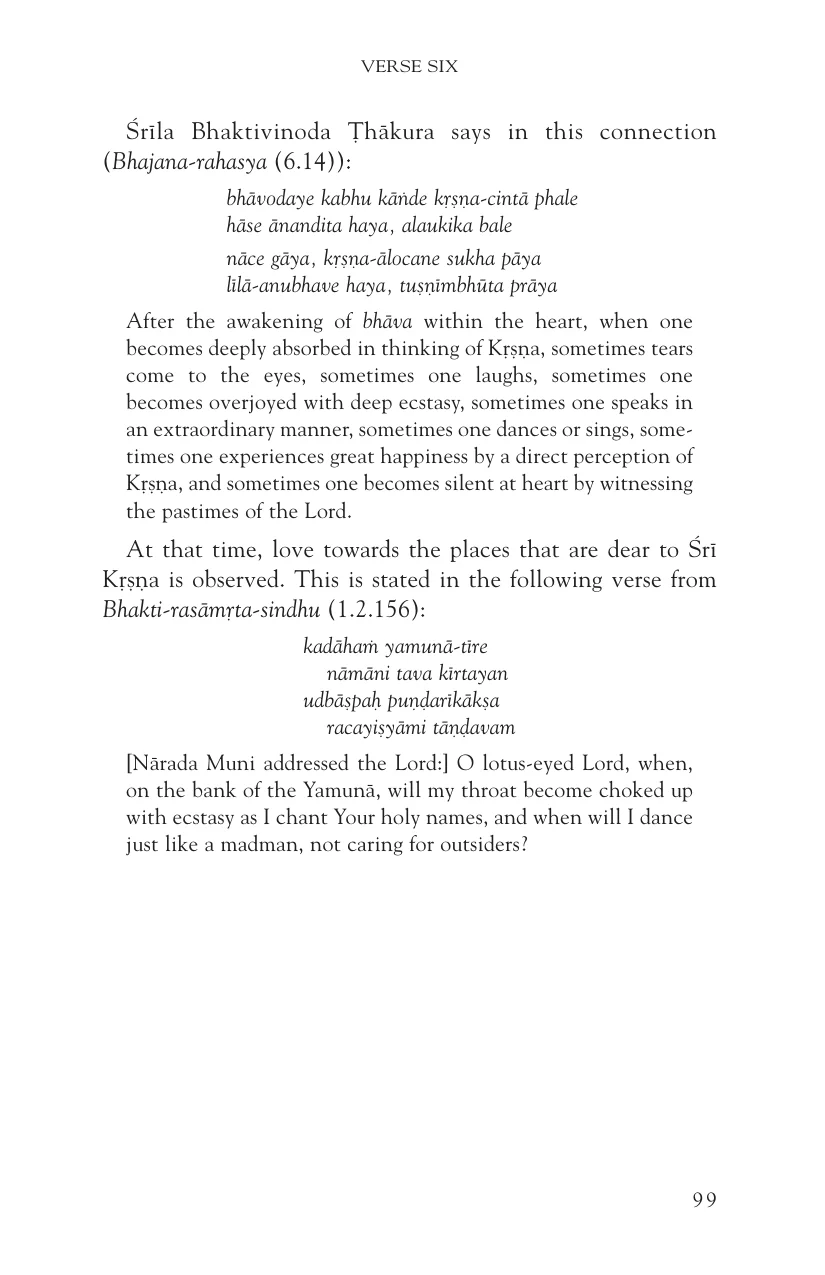 VERSE SIX
Śrīla Bhaktivinoda Ṭhākura says in this connection
(Bhajana-rahasya (6.14)):
bhāvodaye kabhu kāṅde kṛṣṇa-cintā phale
hāse ānandita haya, alaukika bale
nāce gāya, kṛṣṇa-ālocane sukha pāya
līlā-anubhave haya, tuṣṇīmbhūta prāya
After the awakening of bhāva within the heart, when one
becomes deeply absorbed in thinking of Kṛṣṇa, sometimes tears
come to the eyes, sometimes one laughs, sometimes one
becomes overjoyed with deep ecstasy, sometimes one speaks in
an extraordinary manner, sometimes one dances or sings, some-
times one experiences great happiness by a direct perception of
Kṛṣṇa, and sometimes one becomes silent at heart by witnessing
the pastimes of the Lord.
At that time, love towards the places that are dear to Śrī
Kṛṣṇa is observed. This is stated in the following verse from
Bhakti-rasāmṛta-sindhu (1.2.156):
kadāhaṁ yamunā-tīre
nāmāni tava kīrtayan
udbāṣpaḥ puṇḍarīkākṣa
racayiṣyāmi tāṇḍavam
[Nārada Muni addressed the Lord:] O lotus-eyed Lord, when,
on the bank of the Yamunā, will my throat become choked up
with ecstasy as I chant Your holy names, and when will I dance
just like a madman, not caring for outsiders?
99